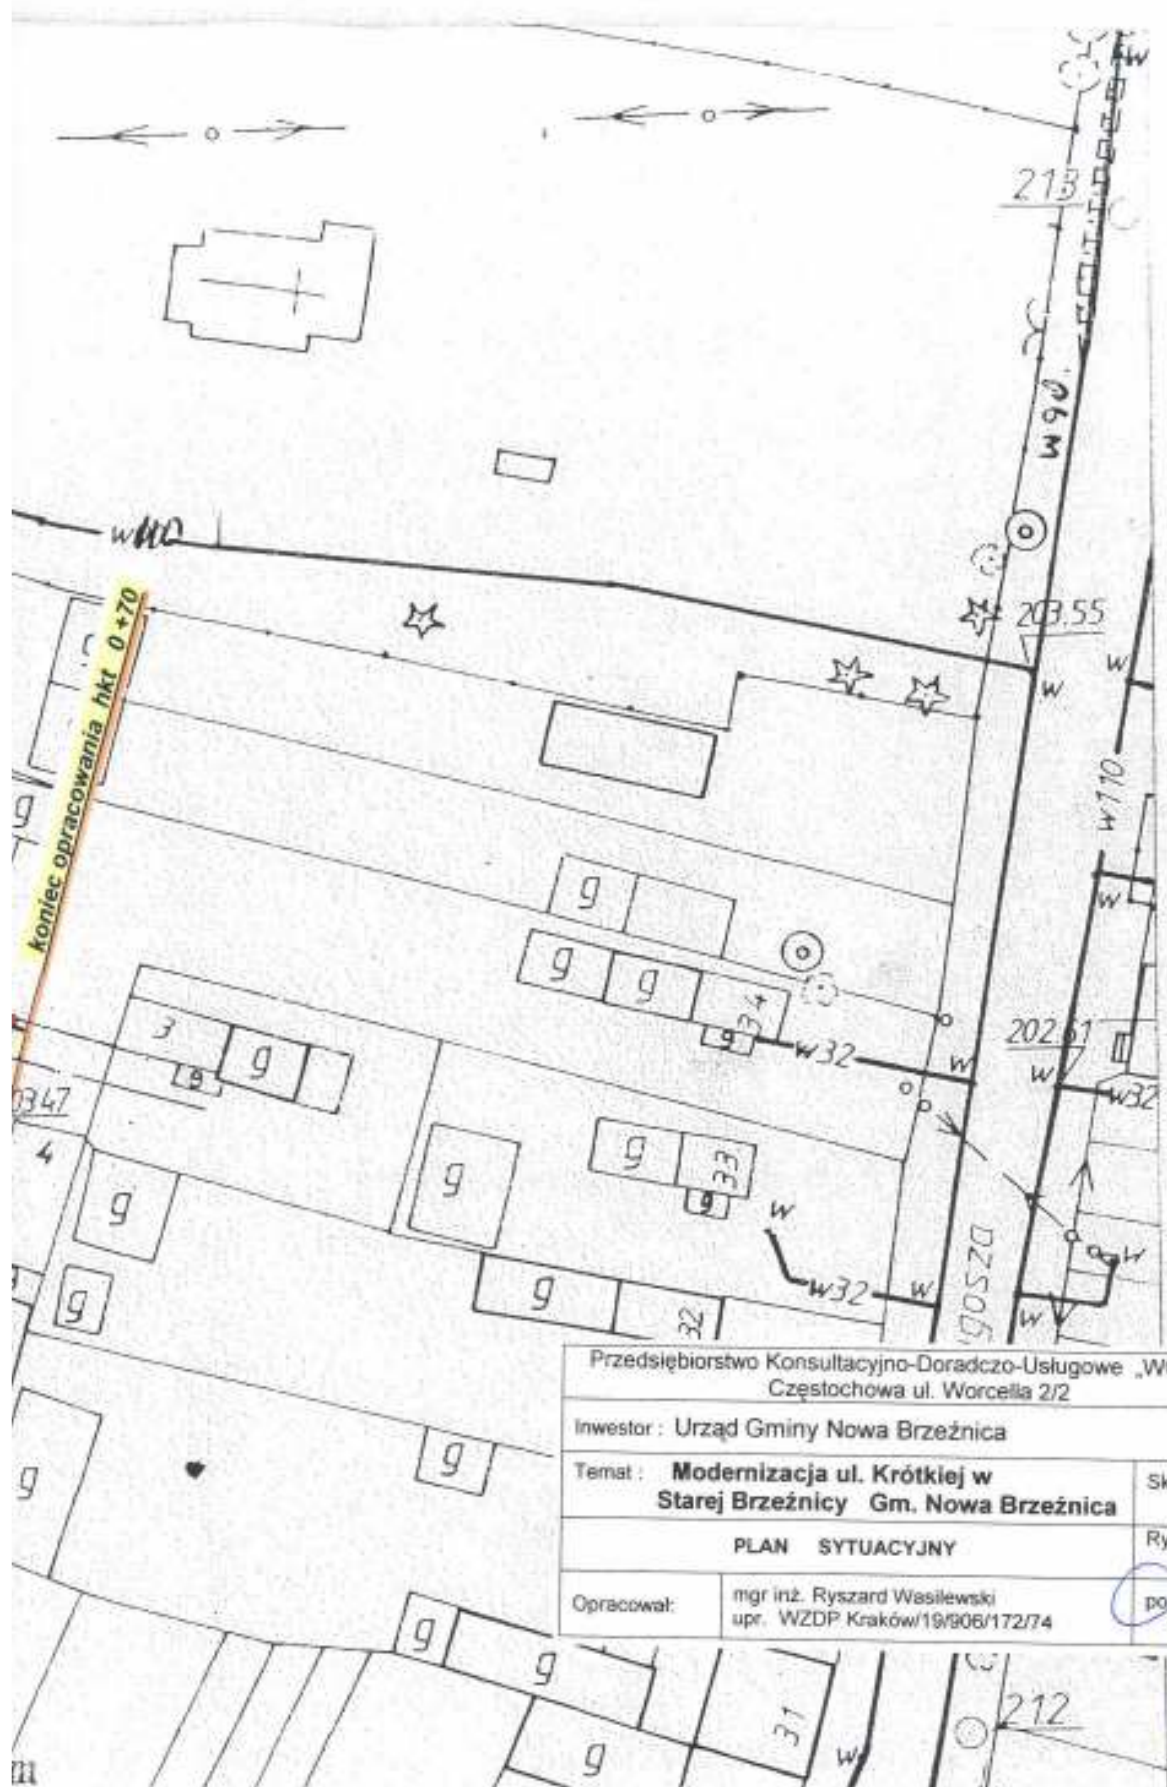 w
213
w90
w110
203.55
w
w
koniec opracowania hkt 0+70
w110
g
w
g
g
g
34
g
3
g
g
w32
w
202.61
w
w32
0347
4
g
g
g
33
g
w
g
w32
w
w
w
g
g
32
gosza
g
g
Przedsiębiorstwo Konsultacyjno-Doradczo-Usługowe
Częstochowa ul. Worcella 2/2
Inwestor : Urząd Gminy Nowa Brzeźnica
Temat : Modernizacja ul. Krótkiej w
Starej Brzeźnicy Gm. Nowa Brzeźnica
PLAN SYTUACYJNY
Opracował:
mgr inż. Ryszard Wasilewski
upr. WZDP Kraków/19/906/172/74
g
g
g
31
w
212
m